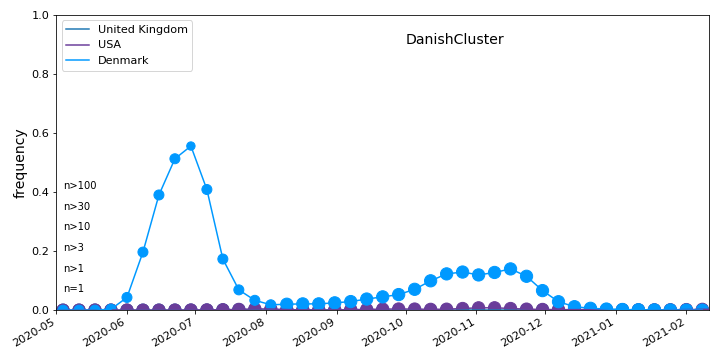 DanishCluster
United Kingdom
USA
Denmark
frequency
1.0
0.8
0.6
0.4
0.2
0.0
n>100
n>30
n>10
n>3
n>1
n=1
2020-05
2020-06
2020-07
2020-08
2020-09
2020-10
2020-11
2020-12
2021-01
2021-02